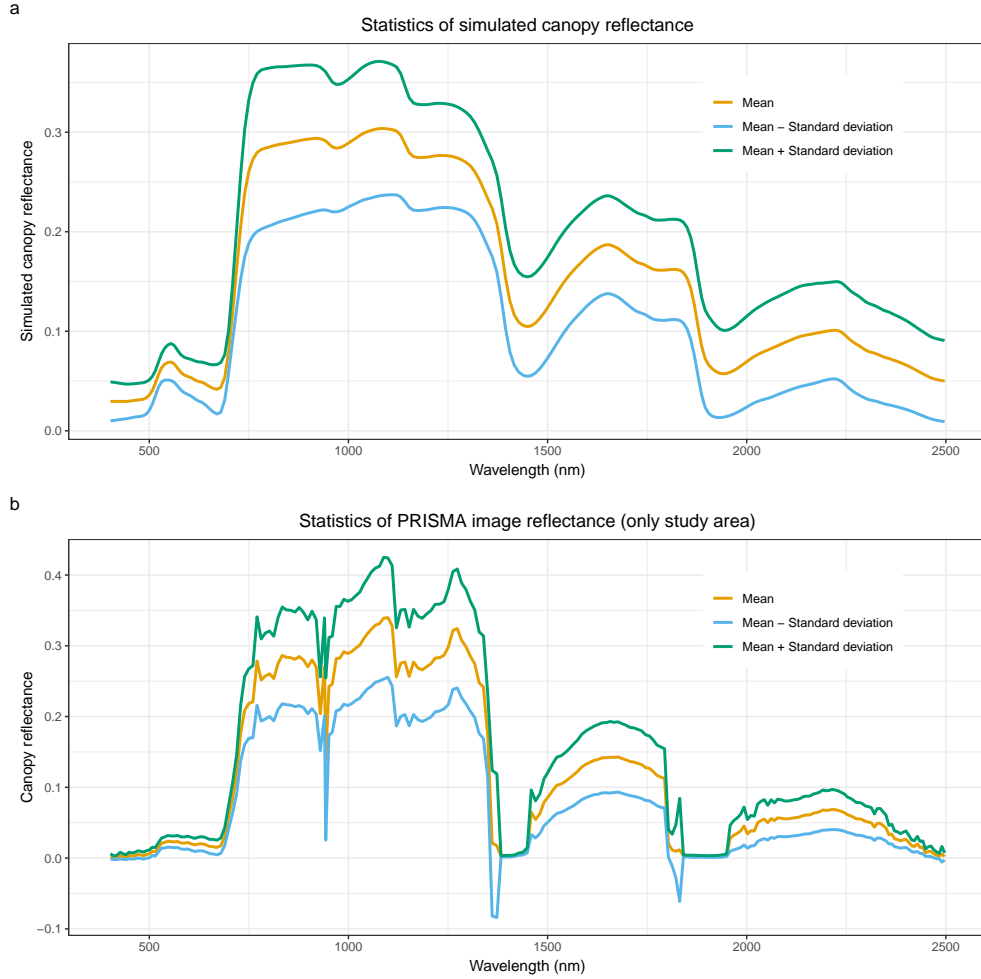 a
Statistics of simulated canopy reflectance
Simulated canopy reflectance
0.3
0.2
0.1
0.0
Mean
Mean − Standard deviation
Mean + Standard deviation
500 1000 1500 2000 2500
Wavelength (nm)
b
Statistics of PRISMA image reflectance (only study area)
Canopy reflectance
0.4
0.3
0.2
0.1
0.0
−0.1
Mean
Mean − Standard deviation
Mean + Standard deviation
500 1000 1500 2000 2500
Wavelength (nm)